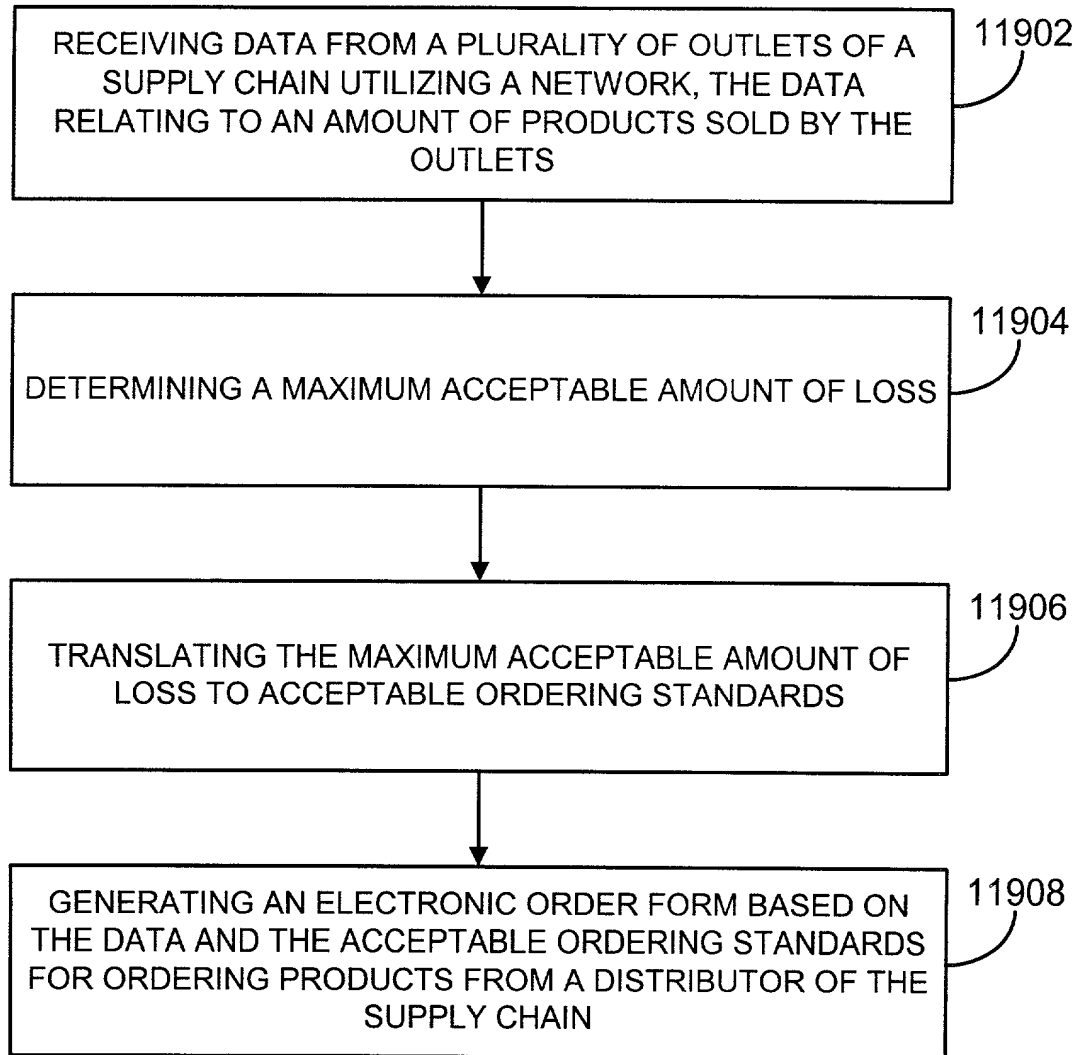 RECEIVING DATA FROM A PLURALITY OF OUTLETS OF A
SUPPLY CHAIN UTILIZING A NETWORK, THE DATA
RELATING TO AN AMOUNT OF PRODUCTS SOLD BY THE
OUTLETS
11902
DETERMINING A MAXIMUM ACCEPTABLE AMOUNT OF LOSS
11904
TRANSLATING THE MAXIMUM ACCEPTABLE AMOUNT OF
LOSS TO ACCEPTABLE ORDERING STANDARDS
11906
GENERATING AN ELECTRONIC ORDER FORM BASED ON
THE DATA AND THE ACCEPTABLE ORDERING STANDARDS
FOR ORDERING PRODUCTS FROM A DISTRIBUTOR OF THE
SUPPLY CHAIN
11908